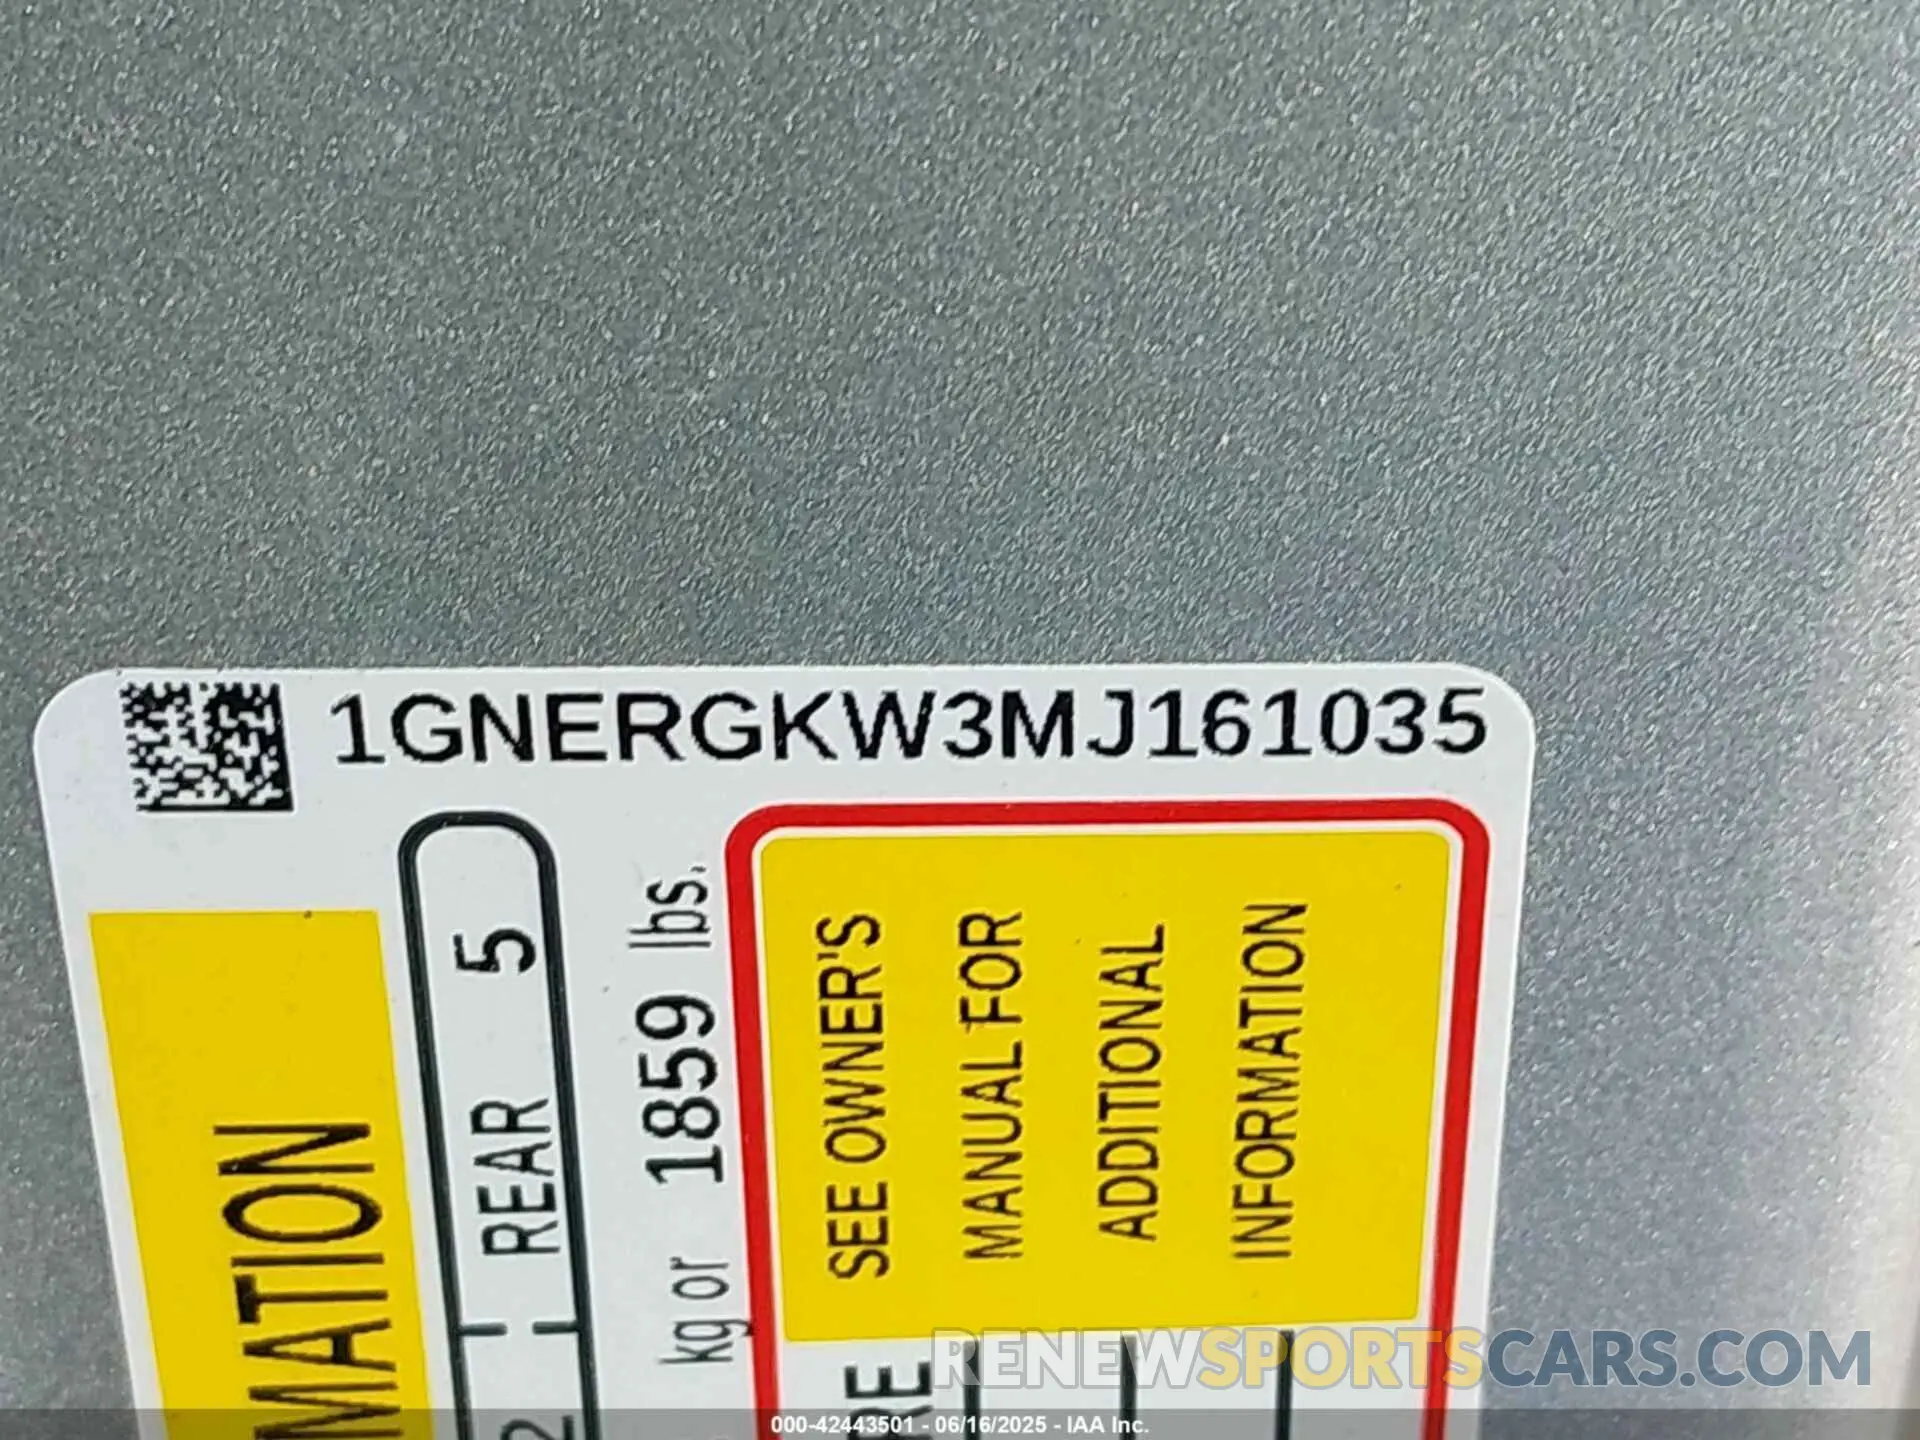 1GNERGKW3MJ161035
MATION
2 REAR 5
kg or 1859 lbs.
SEE OWNER'S
MANUAL FOR
ADDITIONAL
INFORMATION
RENEWSPORTSCARS.COM
000-42443501 - 06/16/2025 - IAA Inc.